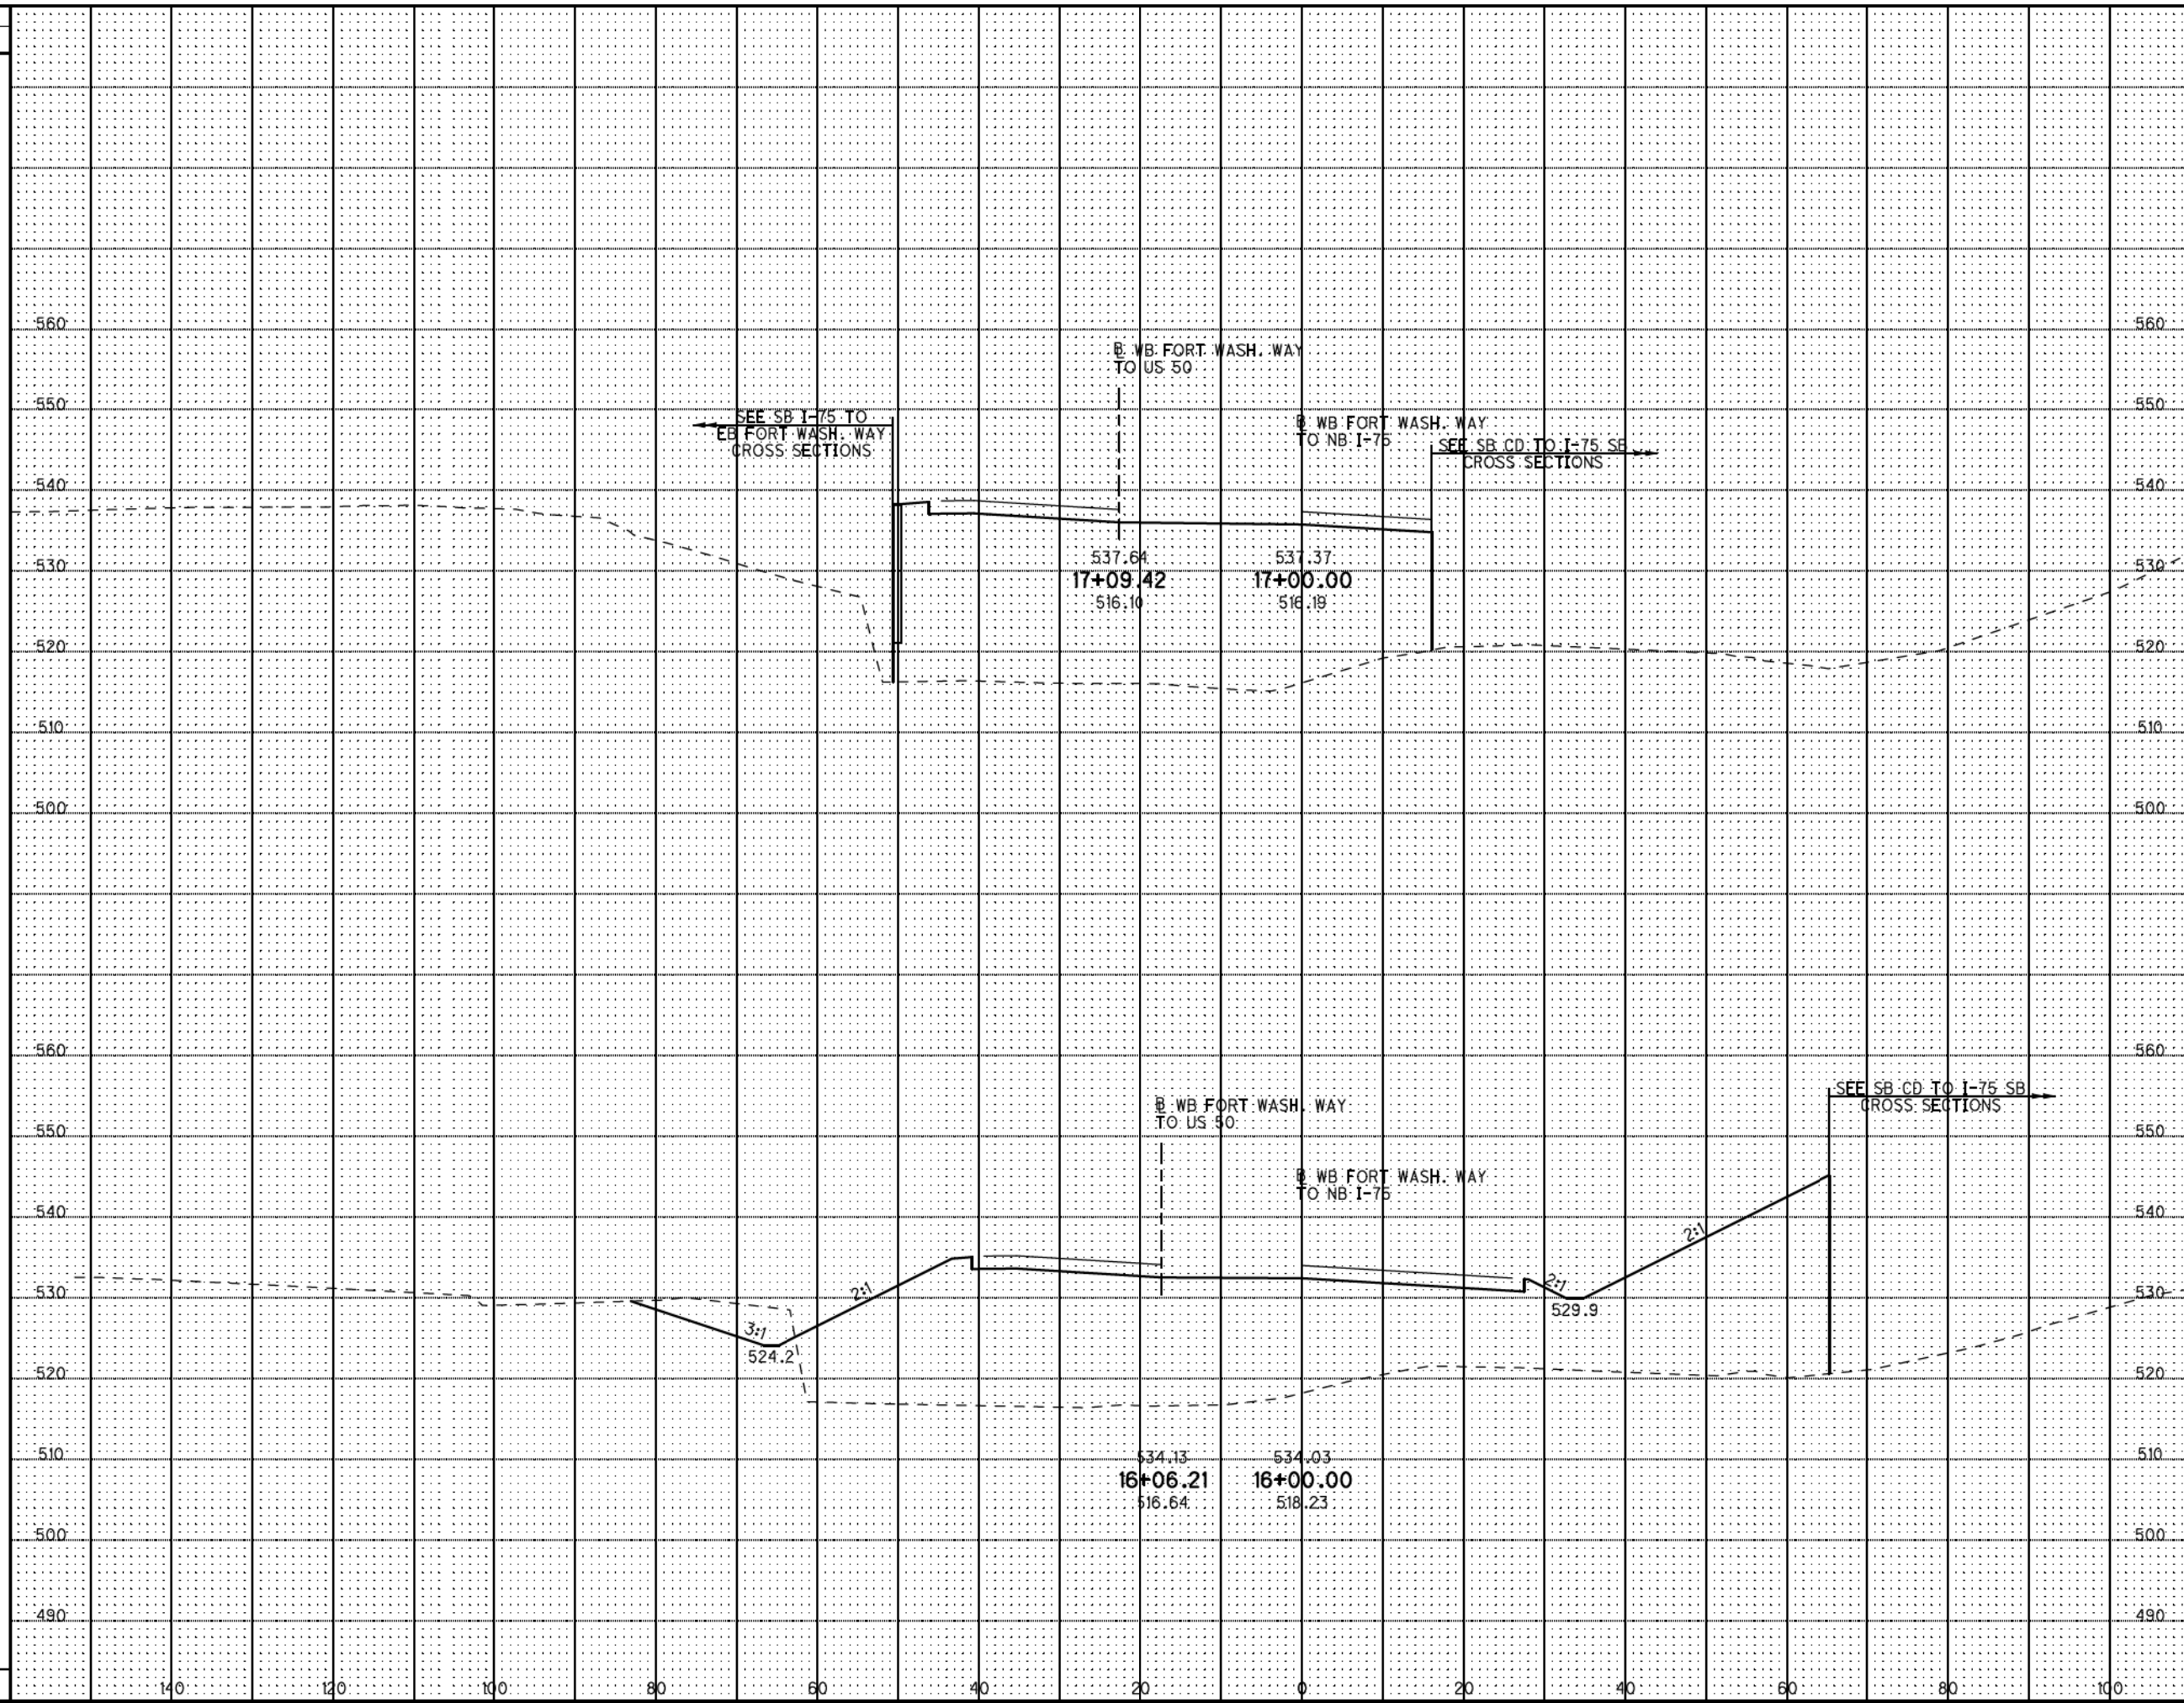 560 560
℄ WB FORT WASH. WAY
TO US 50
550 550
SEE SB I-75 TO
EB FORT WASH. WAY
CROSS SECTIONS
℄ WB FORT WASH. WAY
TO NB I-75
SEE SB CD TO I-75 SB
CROSS SECTIONS
540 540
537.64 537.37
530 17+09.42 17+00.00 530
516.10 516.19
520 520
510 510
500 500
560 560
SEE SB CD TO I-75 SB
CROSS SECTIONS
℄ WB FORT WASH. WAY
TO US 50
550 550
℄ WB FORT WASH. WAY
TO NB I-75
540 540
2:1
530 2:1 2:1 530
529.9
3:1
524.2
520 520
510 534.13 534.03 510
16+06.21 16+00.00
516.64 518.23
500 500
490 490
140 120 100 80 60 40 20 0 20 40 60 80 100